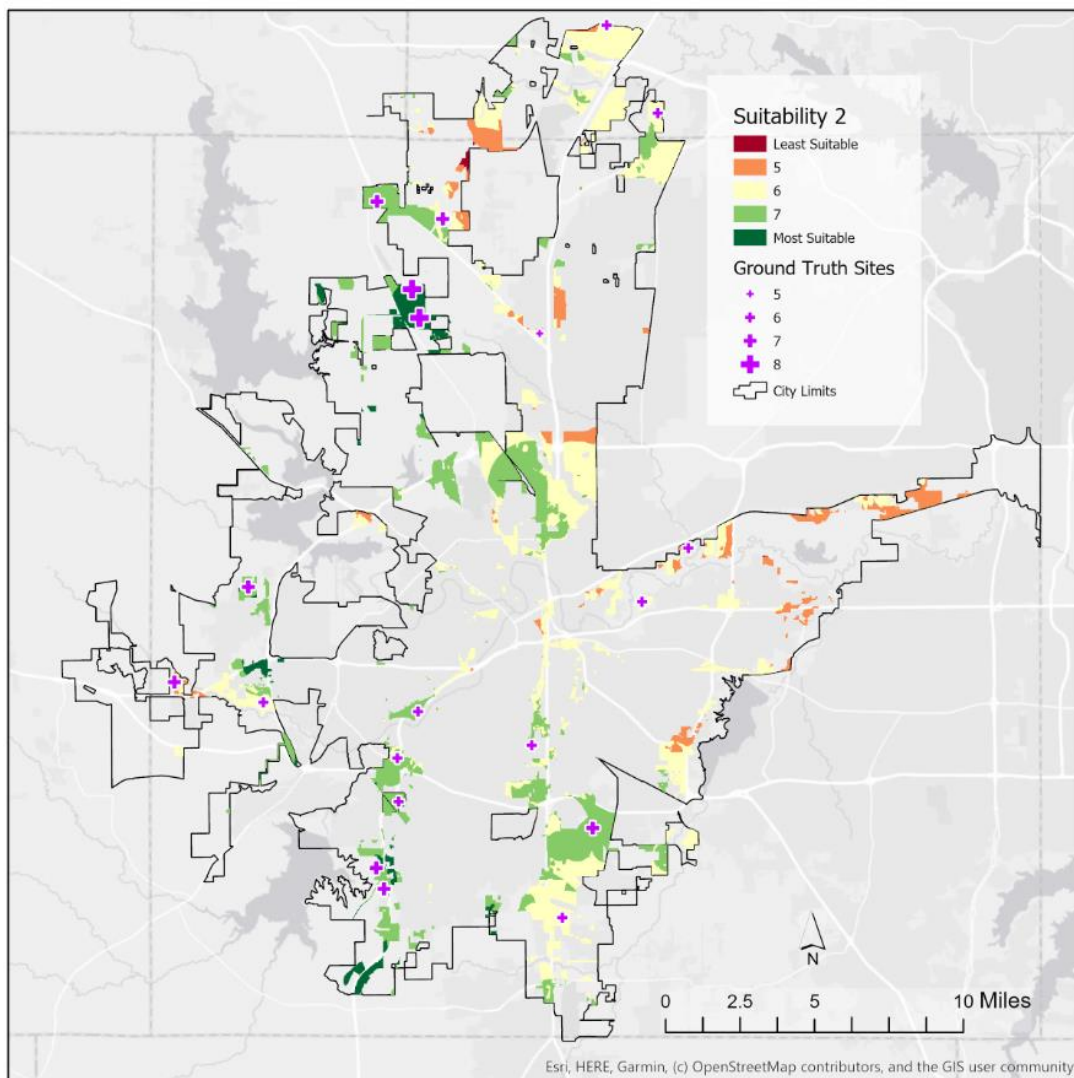 Suitability 2
Least Suitable
5
6
7
Most Suitable
Ground Truth Sites
5
6
7
8
City Limits
N
0 2.5 5 10 Miles
Esri, HERE, Garmin, (c) OpenStreetMap contributors, and the GIS user community